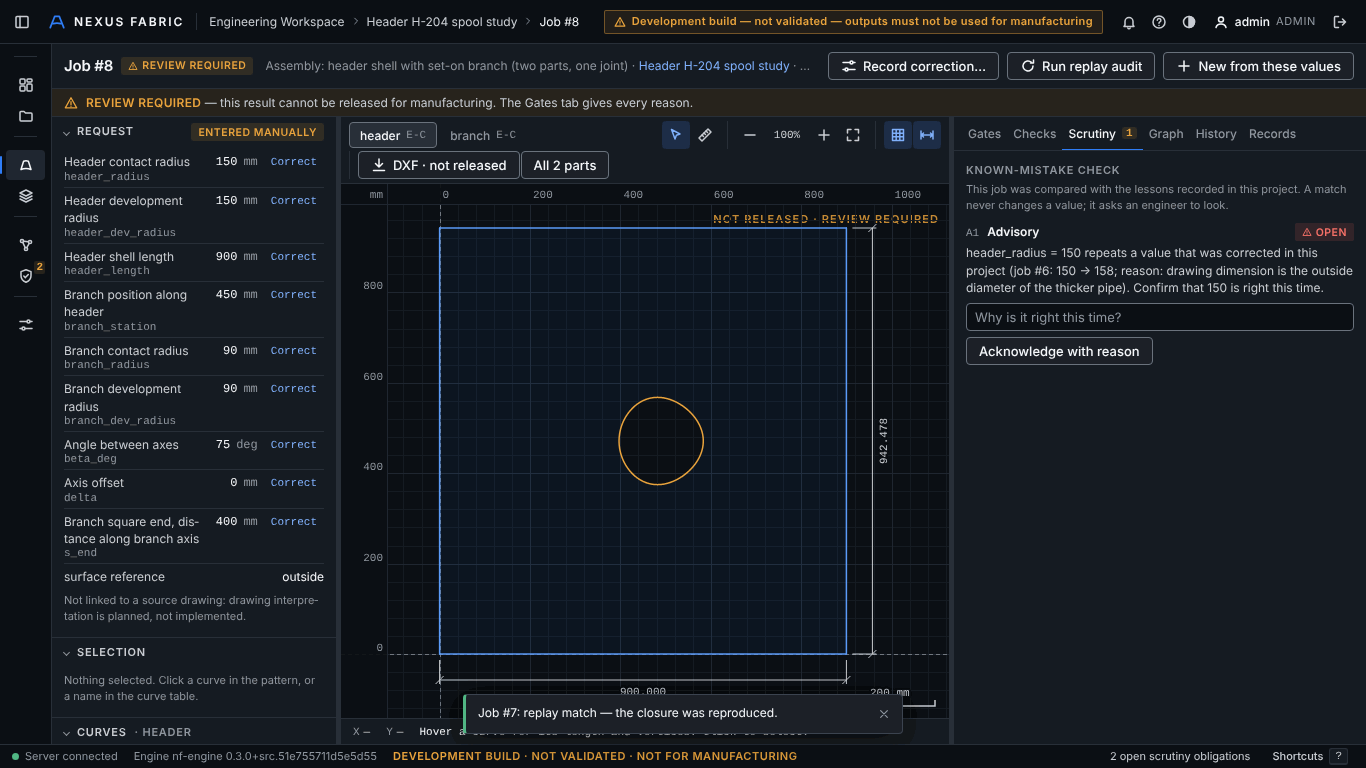 NEXUS FABRIC
Engineering Workspace > Header H-204 spool study > Job #8
Development build — not validated — outputs must not be used for manufacturing
admin ADMIN
Job #8
REVIEW REQUIRED
Assembly: header shell with set-on branch (two parts, one joint) · Header H-204 spool study · ...
Record correction...
Run replay audit
New from these values
REVIEW REQUIRED — this result cannot be released for manufacturing. The Gates tab gives every reason.
REQUEST
ENTERED MANUALLY
Header contact radius 150 mm Correct
header_radius
Header development 150 mm Correct
radius
header_dev_radius
Header shell length 900 mm Correct
header_length
Branch position along 450 mm Correct
header
branch_station
Branch contact radius 90 mm Correct
branch_radius
Branch development 90 mm Correct
radius
branch_dev_radius
Angle between axes 75 deg Correct
beta_deg
Axis offset 0 mm Correct
delta
Branch square end, dis- 400 mm Correct
tance along branch axis
s_end
surface reference outside
Not linked to a source drawing: drawing interpre-
tation is planned, not implemented.
SELECTION
Nothing selected. Click a curve in the pattern, or
a name in the curve table.
CURVES · HEADER
header E-C
branch E-C
100%
DXF · not released
All 2 parts
mm 0 200 400 600 800 1000
NOT RELEASED · REVIEW REQUIRED
800
600
400
200
0
942.478
900.000
200 mm
Job #7: replay match — the closure was reproduced.
X — Y —
Gates Checks Scrutiny 1 Graph History Records
KNOWN-MISTAKE CHECK
This job was compared with the lessons recorded in this project. A match
never changes a value; it asks an engineer to look.
A1 Advisory
OPEN
header_radius = 150 repeats a value that was corrected in this
project (job #6: 150 → 158; reason: drawing dimension is the outside
diameter of the thicker pipe). Confirm that 150 is right this time.
Why is it right this time?
Acknowledge with reason
2
Server connected
Engine nf-engine 0.3.0+src.51e755711d5e5d55
DEVELOPMENT BUILD · NOT VALIDATED · NOT FOR MANUFACTURING
2 open scrutiny obligations
Shortcuts ?